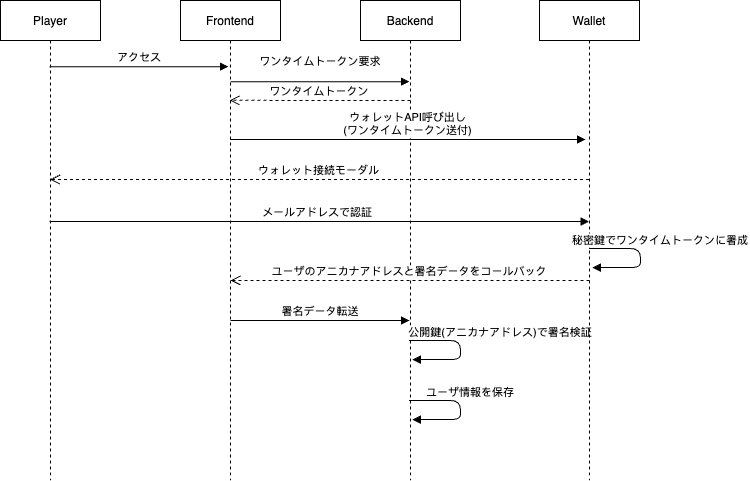 Player
Frontend
Backend
Wallet
アクセス
ワンタイムトークン要求
ワンタイムトークン
ウォレットAPI呼び出し
(ワンタイムトークン送付)
ウォレット接続モーダル
メールアドレスで認証
秘密鍵でワンタイムトークンに署成
ユーザのアニカナアドレスと署名データをコールバック
署名データ転送
公開鍵(アニカナアドレス)で署名検証
ユーザ情報を保存